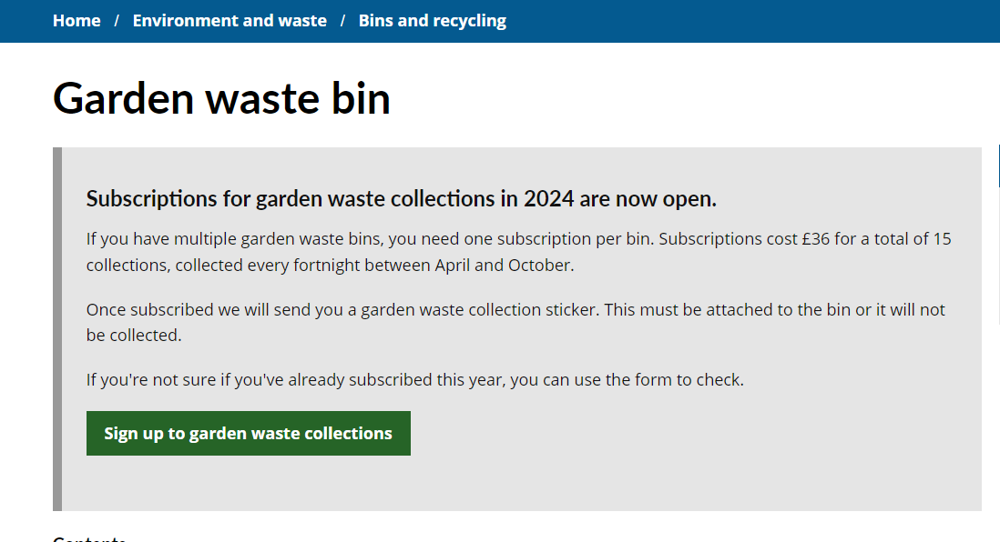 Home / Environment and waste / Bins and recycling
Garden waste bin
Subscriptions for garden waste collections in 2024 are now open.
If you have multiple garden waste bins, you need one subscription per bin. Subscriptions cost £36 for a total of 15
collections, collected every fortnight between April and October.
Once subscribed we will send you a garden waste collection sticker. This must be attached to the bin or it will not
be collected.
If you're not sure if you've already subscribed this year, you can use the form to check.
Sign up to garden waste collections
Contents